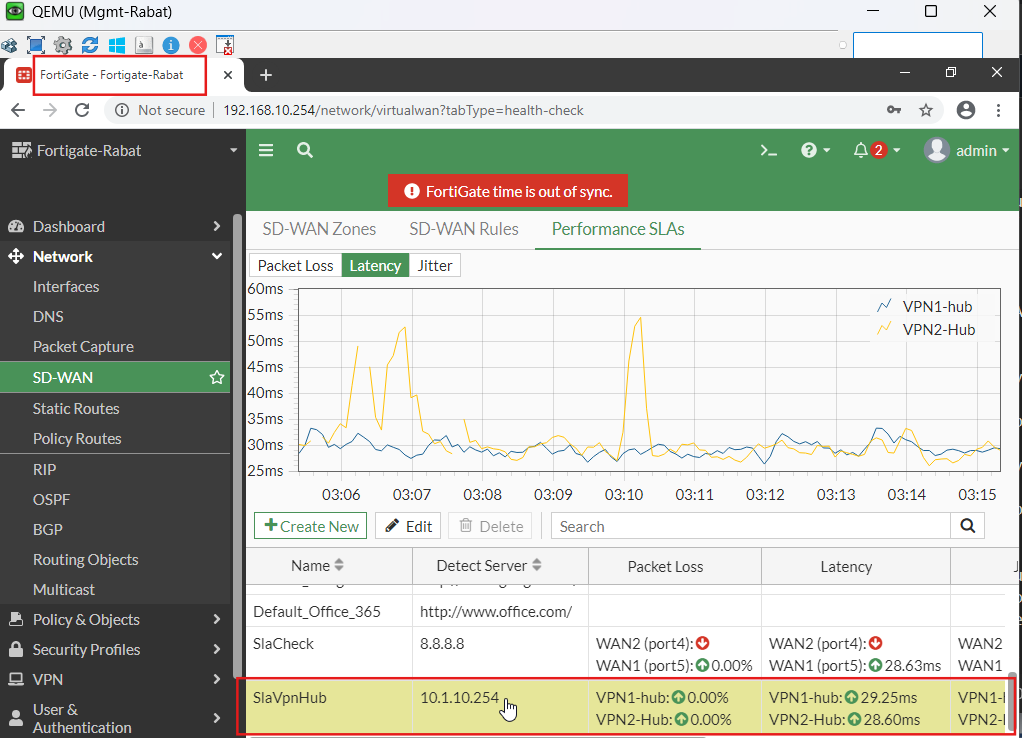 QEMU (Mgmt-Rabat)
FortiGate - Fortigate-Rabat
Not secure | 192.168.10.254/network/virtualwan?tabType=health-check
Fortigate-Rabat
2
admin
FortiGate time is out of sync.
Dashboard
Network
Interfaces
DNS
Packet Capture
SD-WAN
Static Routes
Policy Routes
RIP
OSPF
BGP
Routing Objects
Multicast
Policy & Objects
Security Profiles
VPN
User &
Authentication
SD-WAN Zones SD-WAN Rules Performance SLAs
Packet Loss Latency Jitter
60ms
55ms
50ms
45ms
40ms
35ms
30ms
25ms
VPN1-hub
VPN2-Hub
03:06 03:07 03:08 03:09 03:10 03:11 03:12 03:13 03:14 03:15
Create New Edit Delete Search
Name Detect Server Packet Loss Latency J
Default_Office_365 http://www.office.com/
SlaCheck 8.8.8.8 WAN2 (port4): WAN2 (port4): WAN2
WAN1 (port5): 0.00% WAN1 (port5): 28.63ms WAN1
SlaVpnHub 10.1.10.254 VPN1-hub: 0.00% VPN1-hub: 29.25ms VPN1-
VPN2-Hub: 0.00% VPN2-Hub: 28.60ms VPN2-